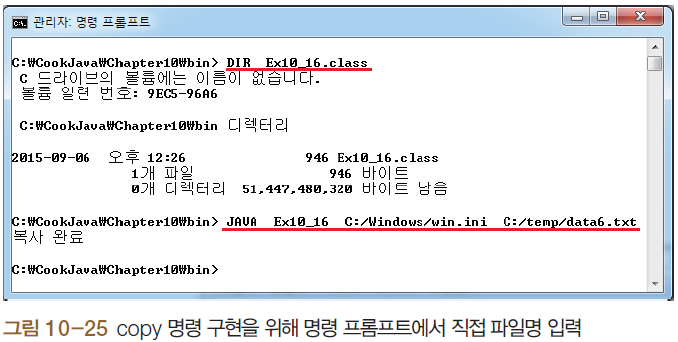 관리자: 명령 프롬프트
C:₩CookJava₩Chapter10₩bin> DIR  Ex10_16.class
C 드라이브의 볼륨에는 이름이 없습니다.
볼륨 일련 번호: 9EC5-96A6
C:₩CookJava₩Chapter10₩bin 디렉터리
2015-09-06  오후 12:26               946 Ex10_16.class
1개 파일                 946 바이트
0개 디렉터리  51,447,480,320 바이트 남음
C:₩CookJava₩Chapter10₩bin> JAVA  Ex10_16  C:/Windows/win.ini  C:/temp/data6.txt
복사 완료
C:₩CookJava₩Chapter10₩bin>
그림 10-25 copy 명령 구현을 위해 명령 프롬프트에서 직접 파일명 입력